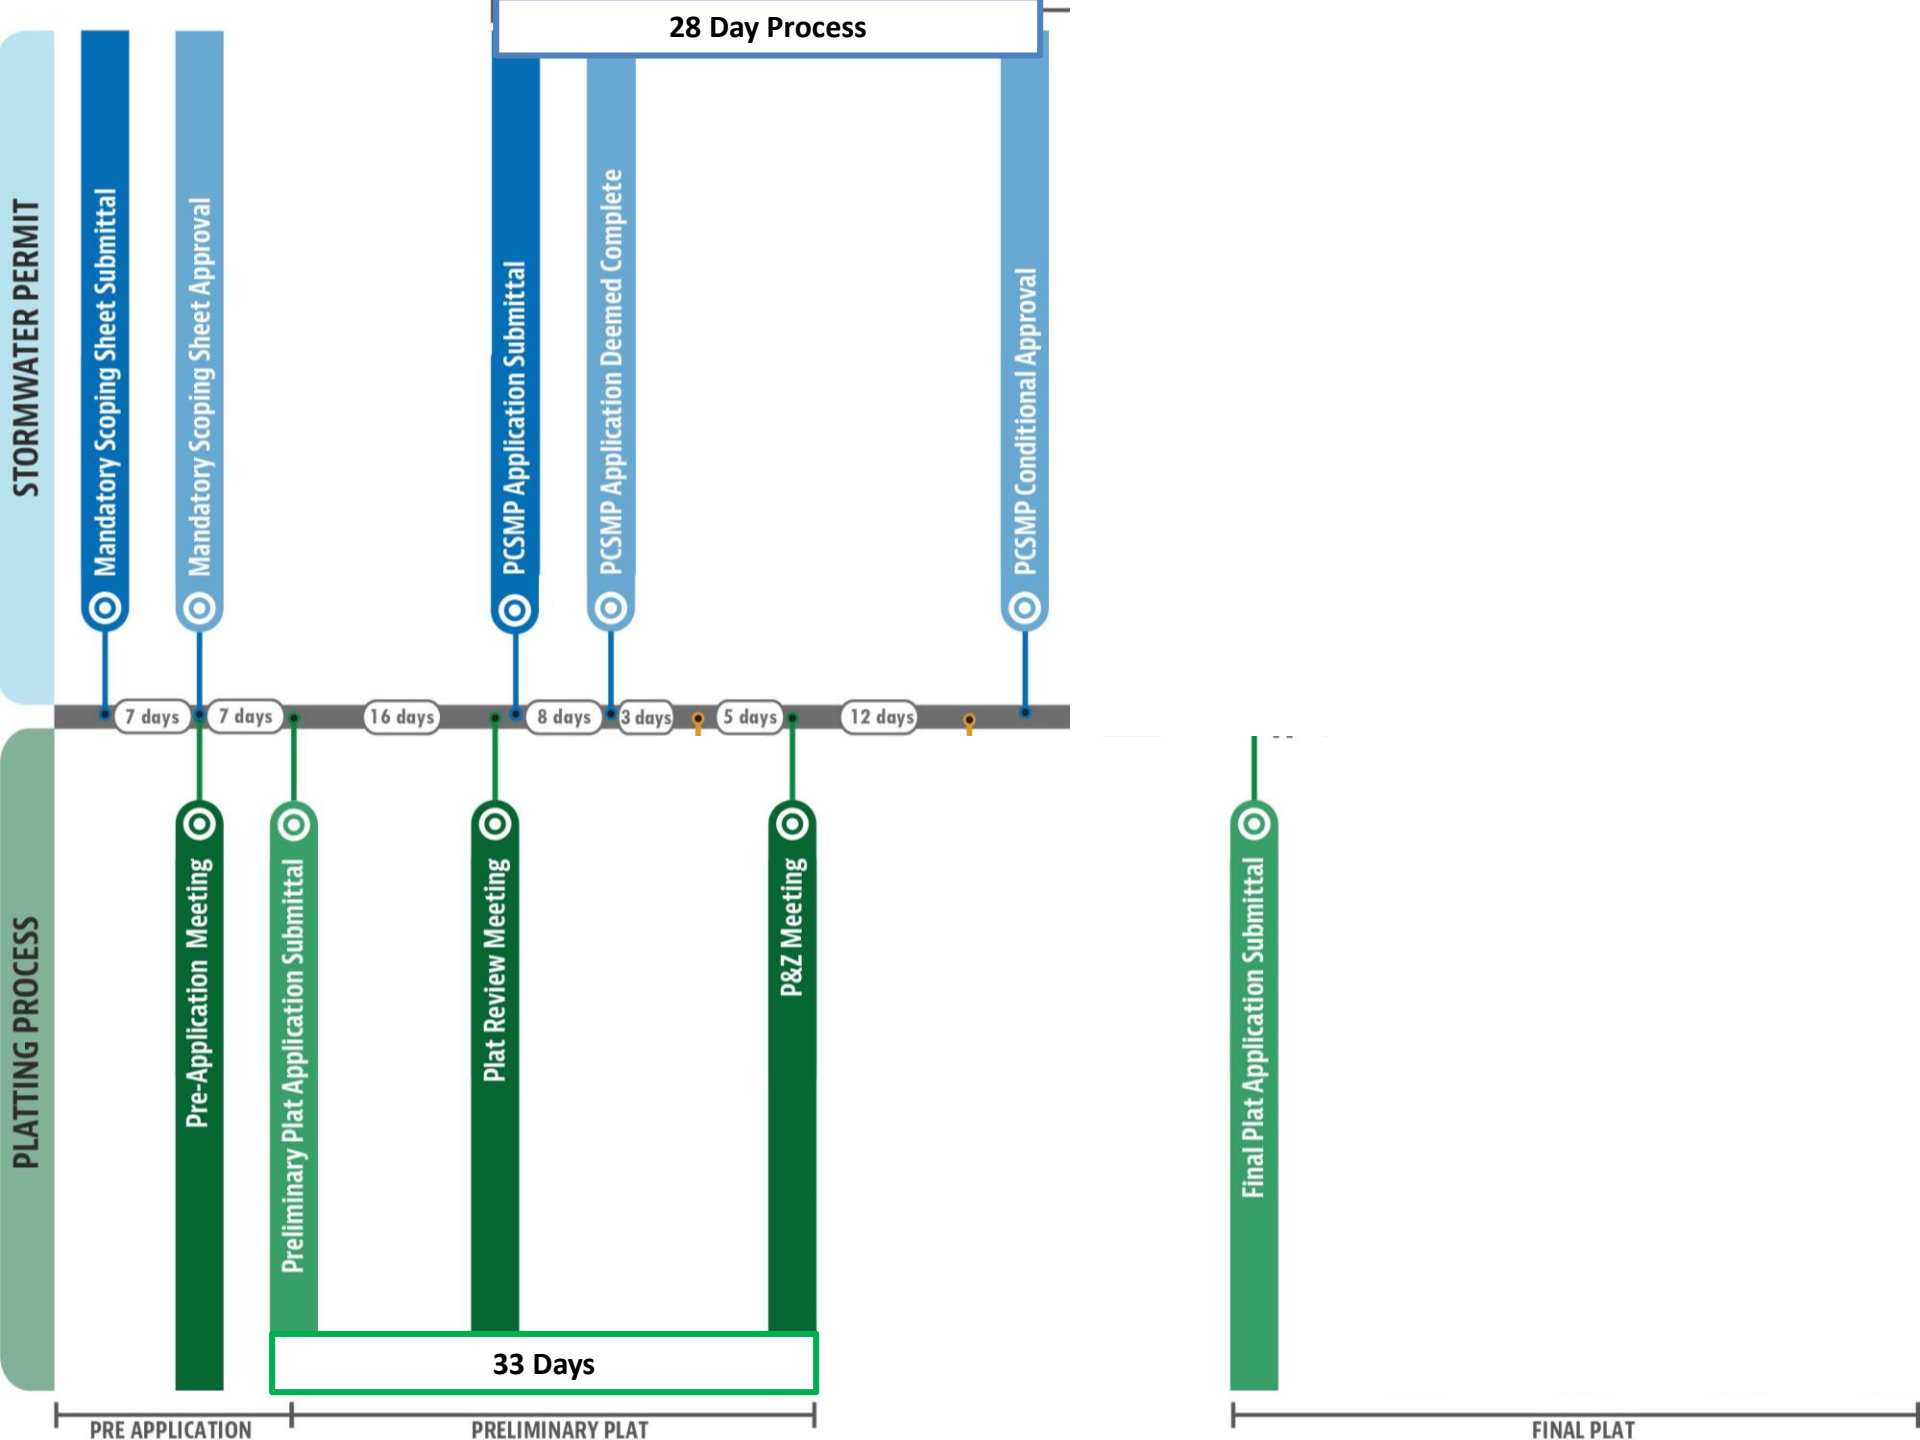 28 Day Process
STORMWATER PERMIT
Mandatory Scoping Sheet Submittal
Mandatory Scoping Sheet Approval
PCSMP Application Submittal
PCSMP Application Deemed Complete
PCSMP Conditional Approval
7 days
7 days
16 days
8 days
3 days
5 days
12 days
PLATTING PROCESS
Pre-Application Meeting
Preliminary Plat Application Submittal
Plat Review Meeting
P&Z Meeting
Final Plat Application Submittal
33 Days
PRE APPLICATION
PRELIMINARY PLAT
FINAL PLAT